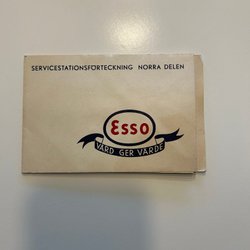 SERVICESTATIONSFÖRTECKNING NORRA DELEN
Esso
VÅRD GER VÄRDE